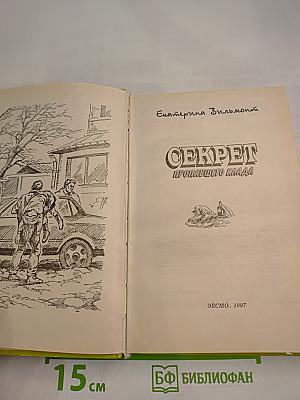 Екатерина Вильмонт
СЕКРЕТ
ПРОПАВШЕГО КЛАДА
ЭКСМО . 1997
15 см
БФ БИБЛИОФАН